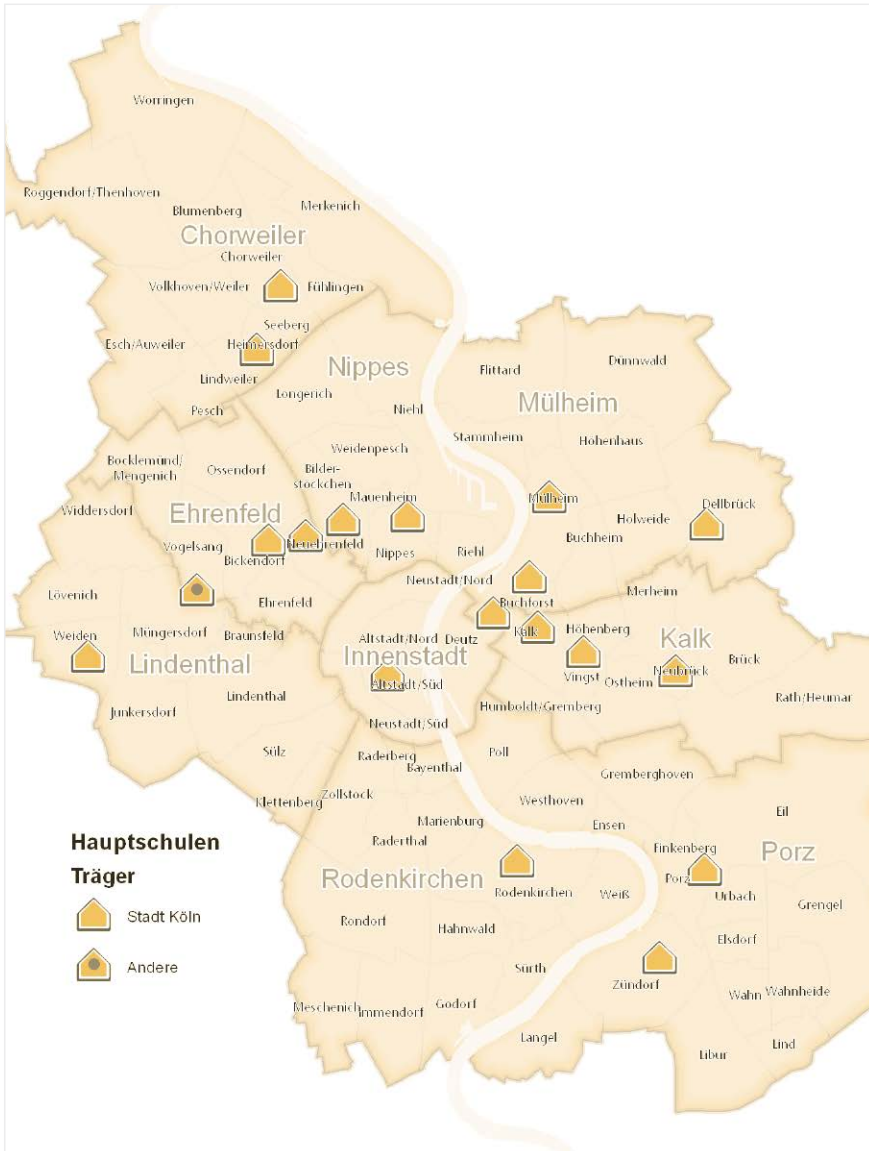 Worringen
Roggendorf/Thenhoven
Blumenberg
Merkenich
Chorweiler
Chorweiler
Volkhoven/Weiler
Fühlingen
Seeberg
Esch/Auweiler
Heimersdorf
Lindweiler
Pesch
Nippes
Longerich
Niehl
Flittard
Dünnwald
Mülheim
Stammheim
Höhenhaus
Weidenpesch
Bocklemünd/
Mengenich
Ossendorf
Bilder-
stöckchen
Mauenheim
Mülheim
Dellbrück
Widdersdorf
Ehrenfeld
Holweide
Vogelsang
Neuehrenfeld
Buchheim
Bickendorf
Nippes
Riehl
Lövenich
Ehrenfeld
Neustadt/Nord
Buchforst
Merheim
Weiden
Müngersdorf
Braunsfeld
Altstadt/Nord
Deutz
Kalk
Höhenberg
Kalk
Lindenthal
Innenstadt
Brück
Vingst
Ostheim
Neubrück
Altstadt/Süd
Lindenthal
Rath/Heumar
Junkersdorf
Humboldt/Gremberg
Neustadt/Süd
Sülz
Raderberg
Bayenthal
Poll
Gremberghoven
Klettenberg
Zollstock
Westhoven
Marienburg
Ensen
Eil
Raderthal
Finkenberg
Porz
Hauptschulen
Träger
Rodenkirchen
Porz
Rodenkirchen
Weiß
Urbach
Grengel
Stadt Köln
Rondorf
Hahnwald
Elsdorf
Andere
Sürth
Zündorf
Wahn
Wahnheide
Meschenich
Immendorf
Godorf
Langel
Libur
Lind